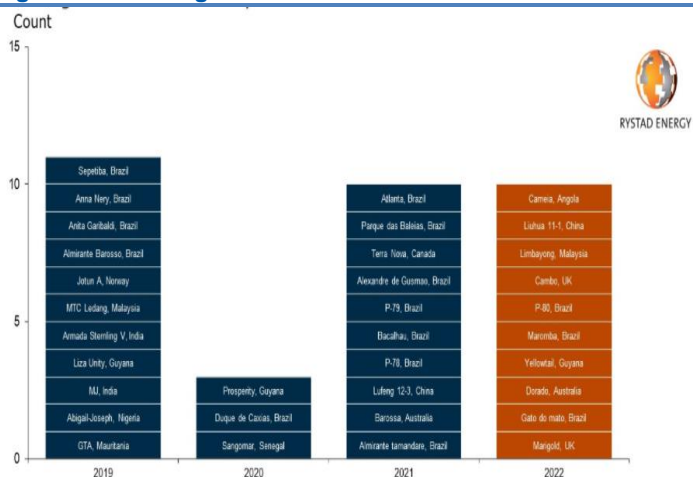 Count
15
10
5
0
RYSTAD ENERGY
Sepetiba, Brazil
Anna Nery, Brazil
Anita Garibaldi, Brazil
Almirante Barosso, Brazil
Jotun A, Norway
MTC Ledang, Malaysia
Armada Sternling V, India
Liza Unity, Guyana
MJ, India
Abigail-Joseph, Nigeria
GTA, Mauritania
2019
Prosperity, Guyana
Duque de Caxias, Brazil
Sangomar, Senegal
2020
Atlanta, Brazil
Parque das Baleias, Brazil
Terra Nova, Canada
Alexandre de Gusmao, Brazil
P-79, Brazil
Bacalhau, Brazil
P-78, Brazil
Lufeng 12-3, China
Barossa, Australia
Almirante tamandare, Brazil
2021
Cameia, Angola
Liuhua 11-1, China
Limbayong, Malaysia
Cambo, UK
P-80, Brazil
Maromba, Brazil
Yellowtail, Guyana
Dorado, Australia
Gato do mato, Brazil
Marigold, UK
2022